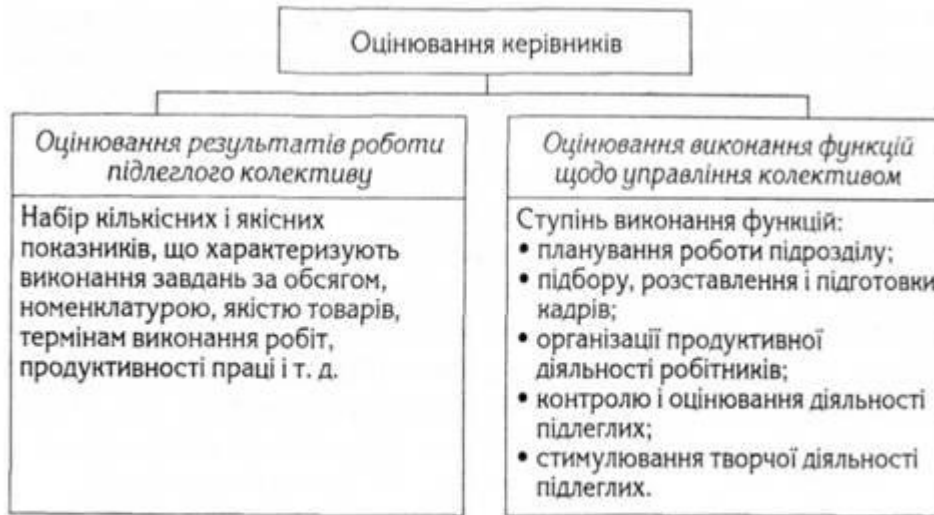 Оцінювання керівників
Оцінювання результатів роботи
підлеглого колективу
Набір кількісних і якісних
показників, що характеризують
виконання завдань за обсягом,
номенклатурою, якістю товарів,
термінам виконання робіт,
продуктивності праці і т. д.
Оцінювання виконання функцій
щодо управління колективом
Ступінь виконання функцій:
• планування роботи підрозділу;
• підбору, розставлення і підготовки
кадрів;
• організації продуктивної
діяльності робітників;
• контролю і оцінювання діяльності
підлеглих;
• стимулювання творчої діяльності
підлеглих.